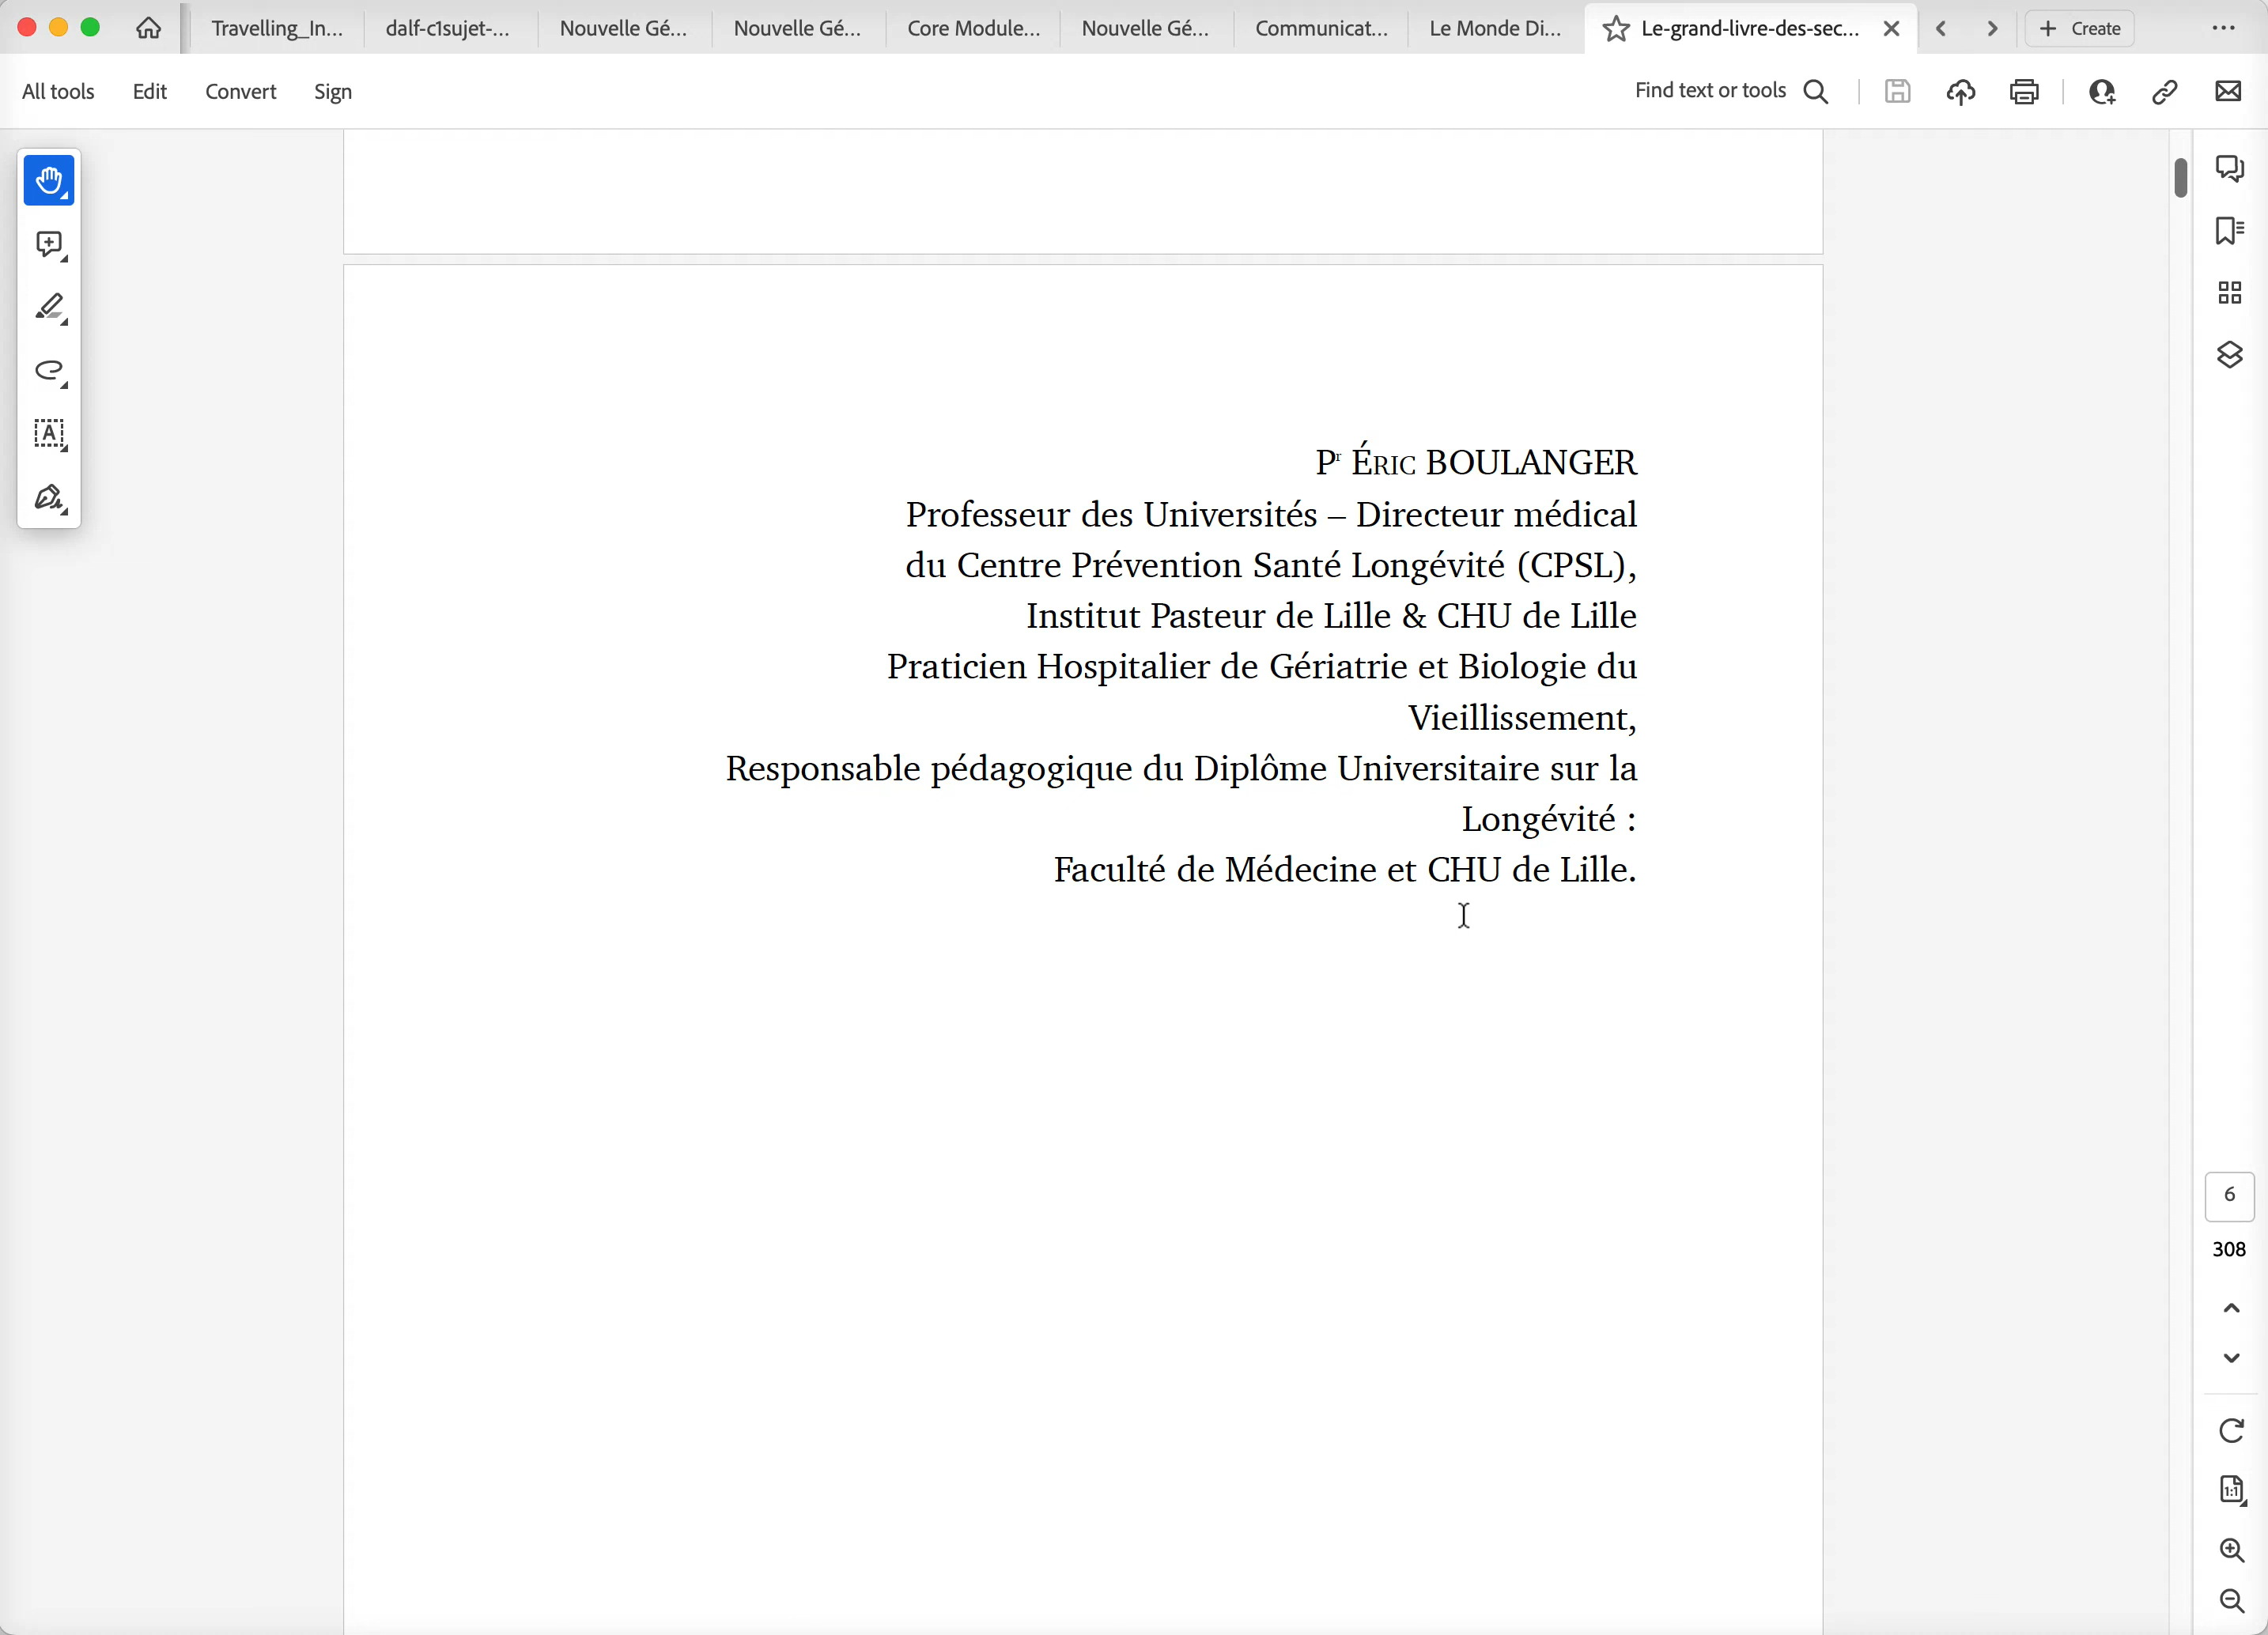 Travelling_In...
dalf-c1sujet-...
Nouvelle Gé...
Nouvelle Gé...
Core Module...
Nouvelle Gé...
Communicat...
Le Monde Di...
Le-grand-livre-des-sec...
Create
All tools
Edit
Convert
Sign
Find text or tools
Pr Éric BOULANGER
Professeur des Universités – Directeur médical
du Centre Prévention Santé Longévité (CPSL),
Institut Pasteur de Lille & CHU de Lille
Praticien Hospitalier de Gériatrie et Biologie du
Vieillissement,
Responsable pédagogique du Diplôme Universitaire sur la
Longévité :
Faculté de Médecine et CHU de Lille.
6
308
1:1